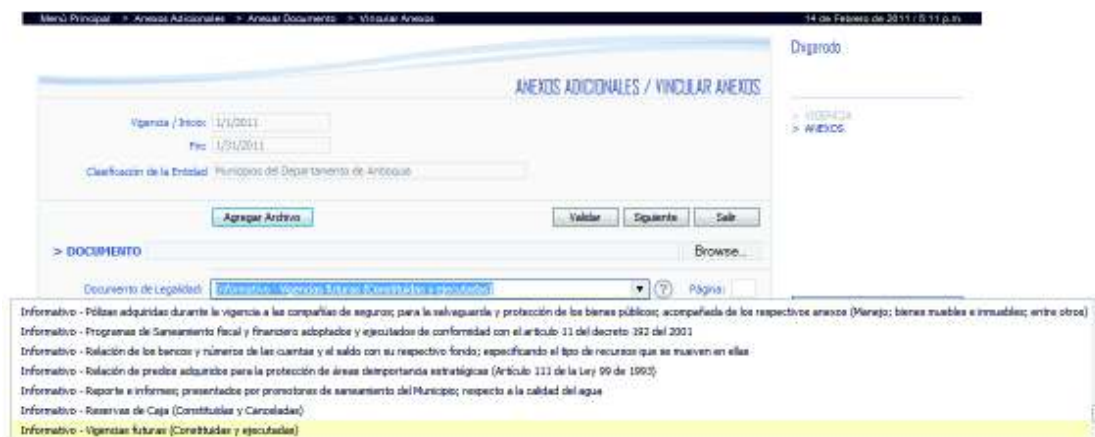 Menú Principal > Anexos Adicionales > Anexar Documento > Vincular Anexos
14 de Febrero de 2011 / 5:11 p.m.
Chigorodo
ANEXOS ADICIONALES / VINCULAR ANEXOS
> VIGENCIA
> ANEXOS
Vigencia / Inicio: 1/1/2011
Fin: 1/31/2011
Clasificación de la Entidad: Municipios del Departamento de Antioquia
Agregar Archivo
Validar
Siguiente
Salir
> DOCUMENTO
Browse...
Documento de Legalidad: Informativo - Vigencias futuras (Constituidas y ejecutadas)
?
Página:
Informativo - Pólizas adquiridas durante la vigencia a las compañías de seguros; para la salvaguarda y protección de los bienes públicos; acompañada de los respectivos anexos (Manejo; bienes muebles e inmuebles; entre otros)
Informativo - Programas de Saneamiento fiscal y financiero adoptados y ejecutados de conformidad con el artículo 11 del decreto 192 del 2001
Informativo - Relación de los bancos y números de las cuentas y el saldo con su respectivo fondo; especificando el tipo de recursos que se mueven en ellas
Informativo - Relación de predios adquiridos para la protección de áreas deimportancia estratégicas (Artículo 111 de la Ley 99 de 1993)
Informativo - Reporte e informes; presentados por promotores de saneamiento del Municipio; respecto a la calidad del agua
Informativo - Reservas de Caja (Constituidas y Canceladas)
Informativo - Vigencias futuras (Constituidas y ejecutadas)